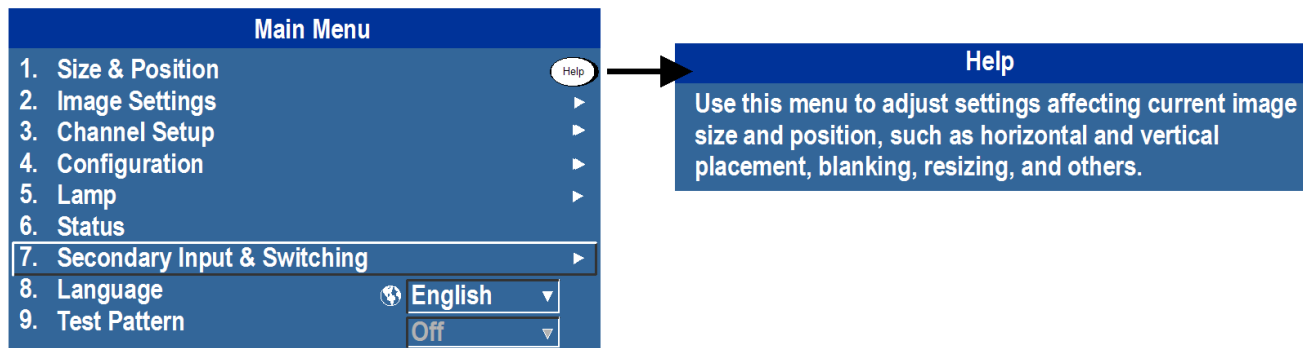 Main Menu
1. Size & Position
Help
2. Image Settings
3. Channel Setup
4. Configuration
5. Lamp
6. Status
7. Secondary Input & Switching
8. Language English
9. Test Pattern Off
Help
Use this menu to adjust settings affecting current image
size and position, such as horizontal and vertical
placement, blanking, resizing, and others.